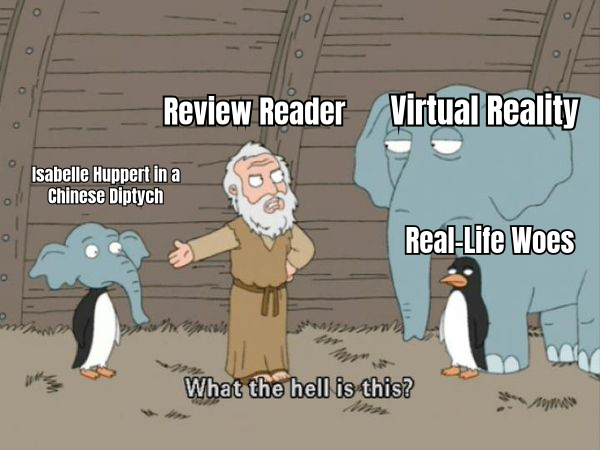 Review Reader
Virtual Reality
Isabelle Huppert in a
Chinese Diptych
Real-Life Woes
What the hell is this?